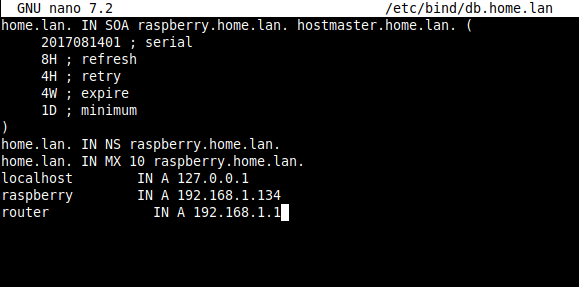 GNU nano 7.2 /etc/bind/db.home.lan
home.lan. IN SOA raspberry.home.lan. hostmaster.home.lan. (
2017081401 ; serial
8H ; refresh
4H ; retry
4W ; expire
1D ; minimum
)
home.lan. IN NS raspberry.home.lan.
home.lan. IN MX 10 raspberry.home.lan.
localhost IN A 127.0.0.1
raspberry IN A 192.168.1.134
router IN A 192.168.1.1